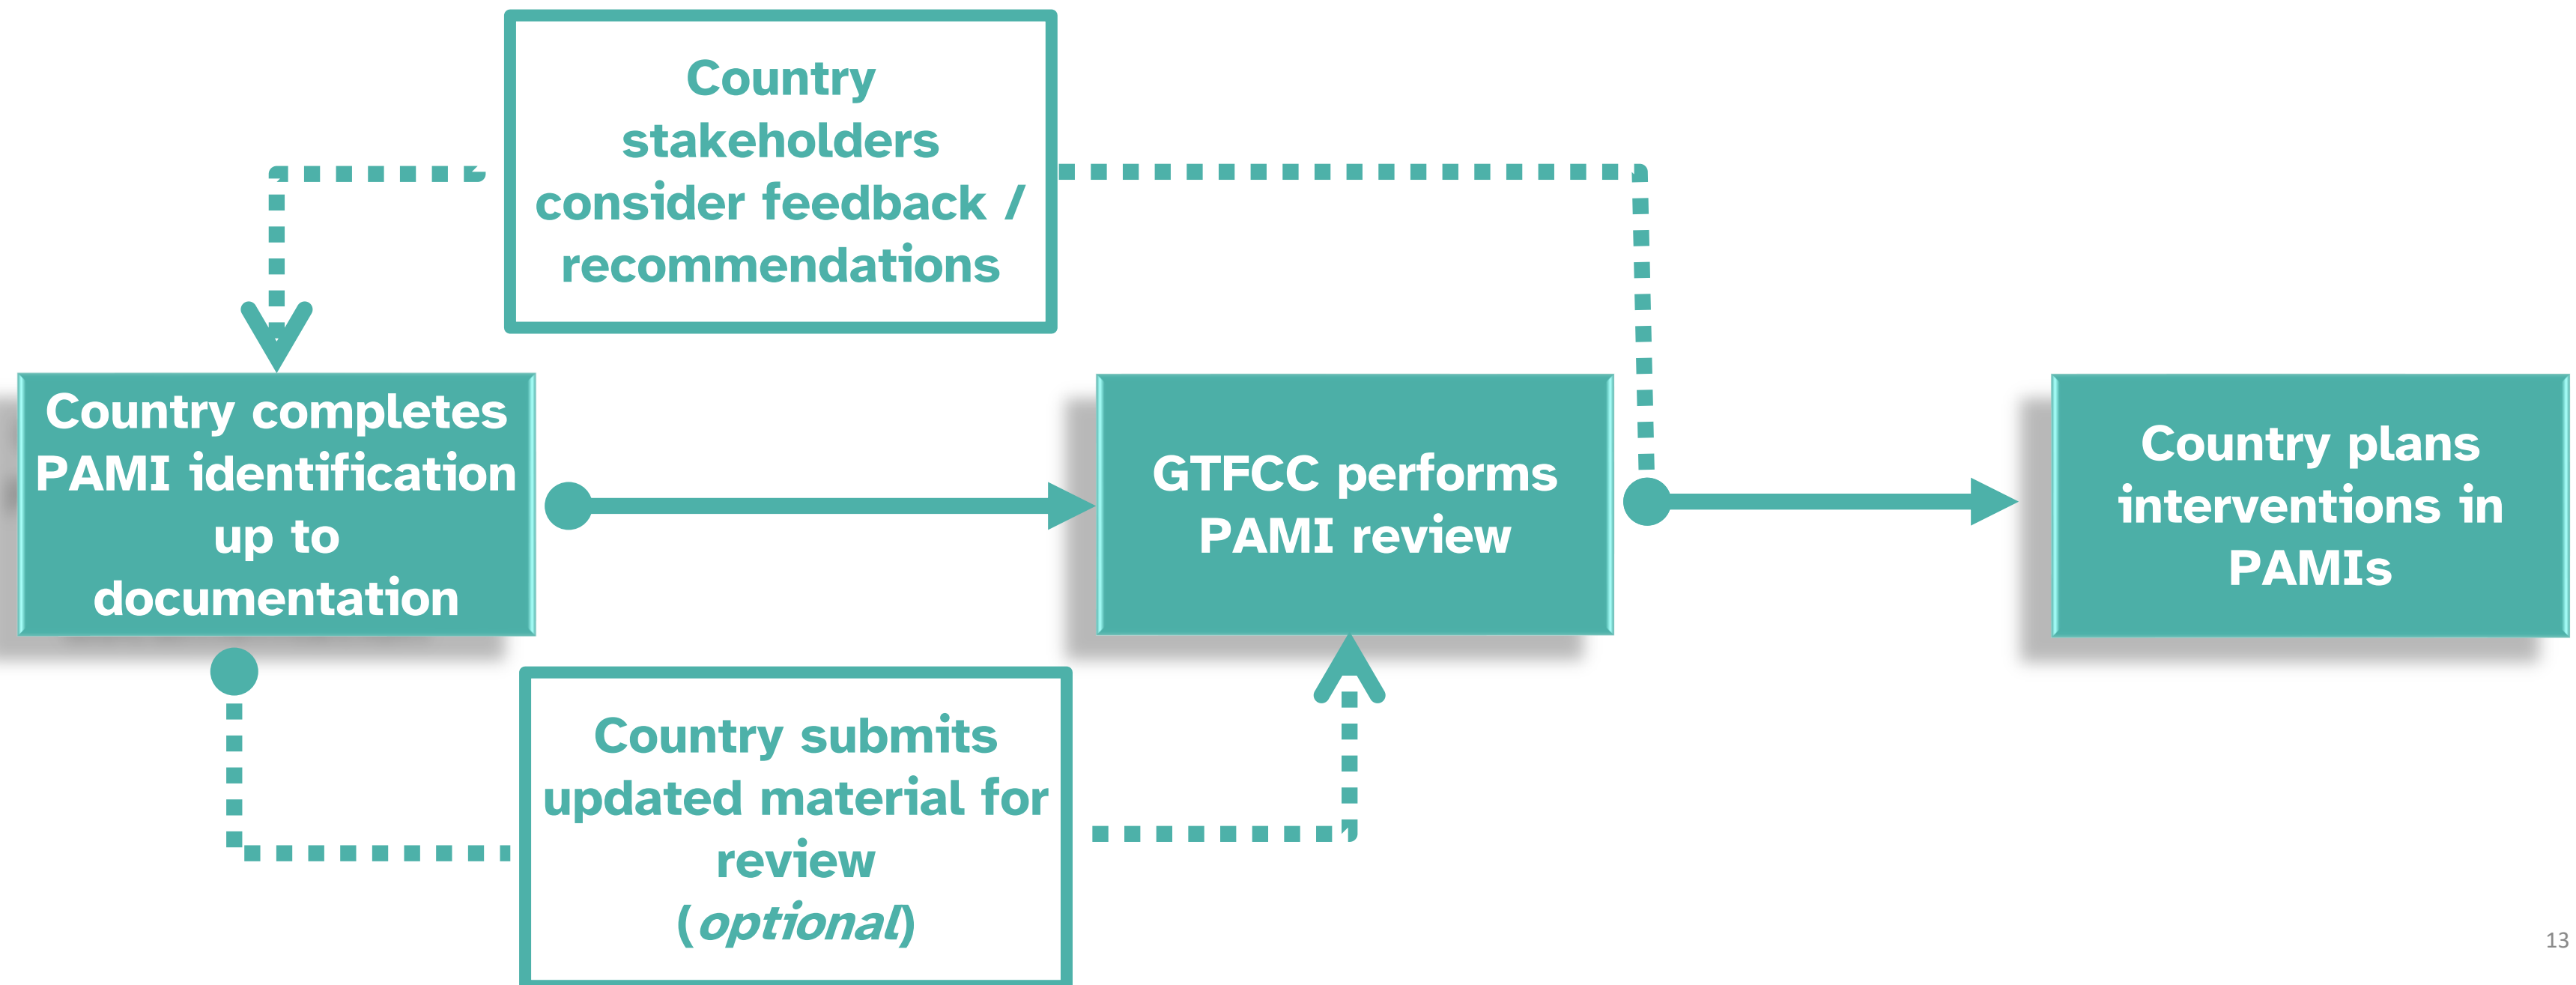 Country
stakeholders
consider feedback /
recommendations
Country completes
PAMI identification
up to
documentation
GTFCC performs
PAMI review
Country plans
interventions in
PAMIs
Country submits
updated material for
review
(optional)
13